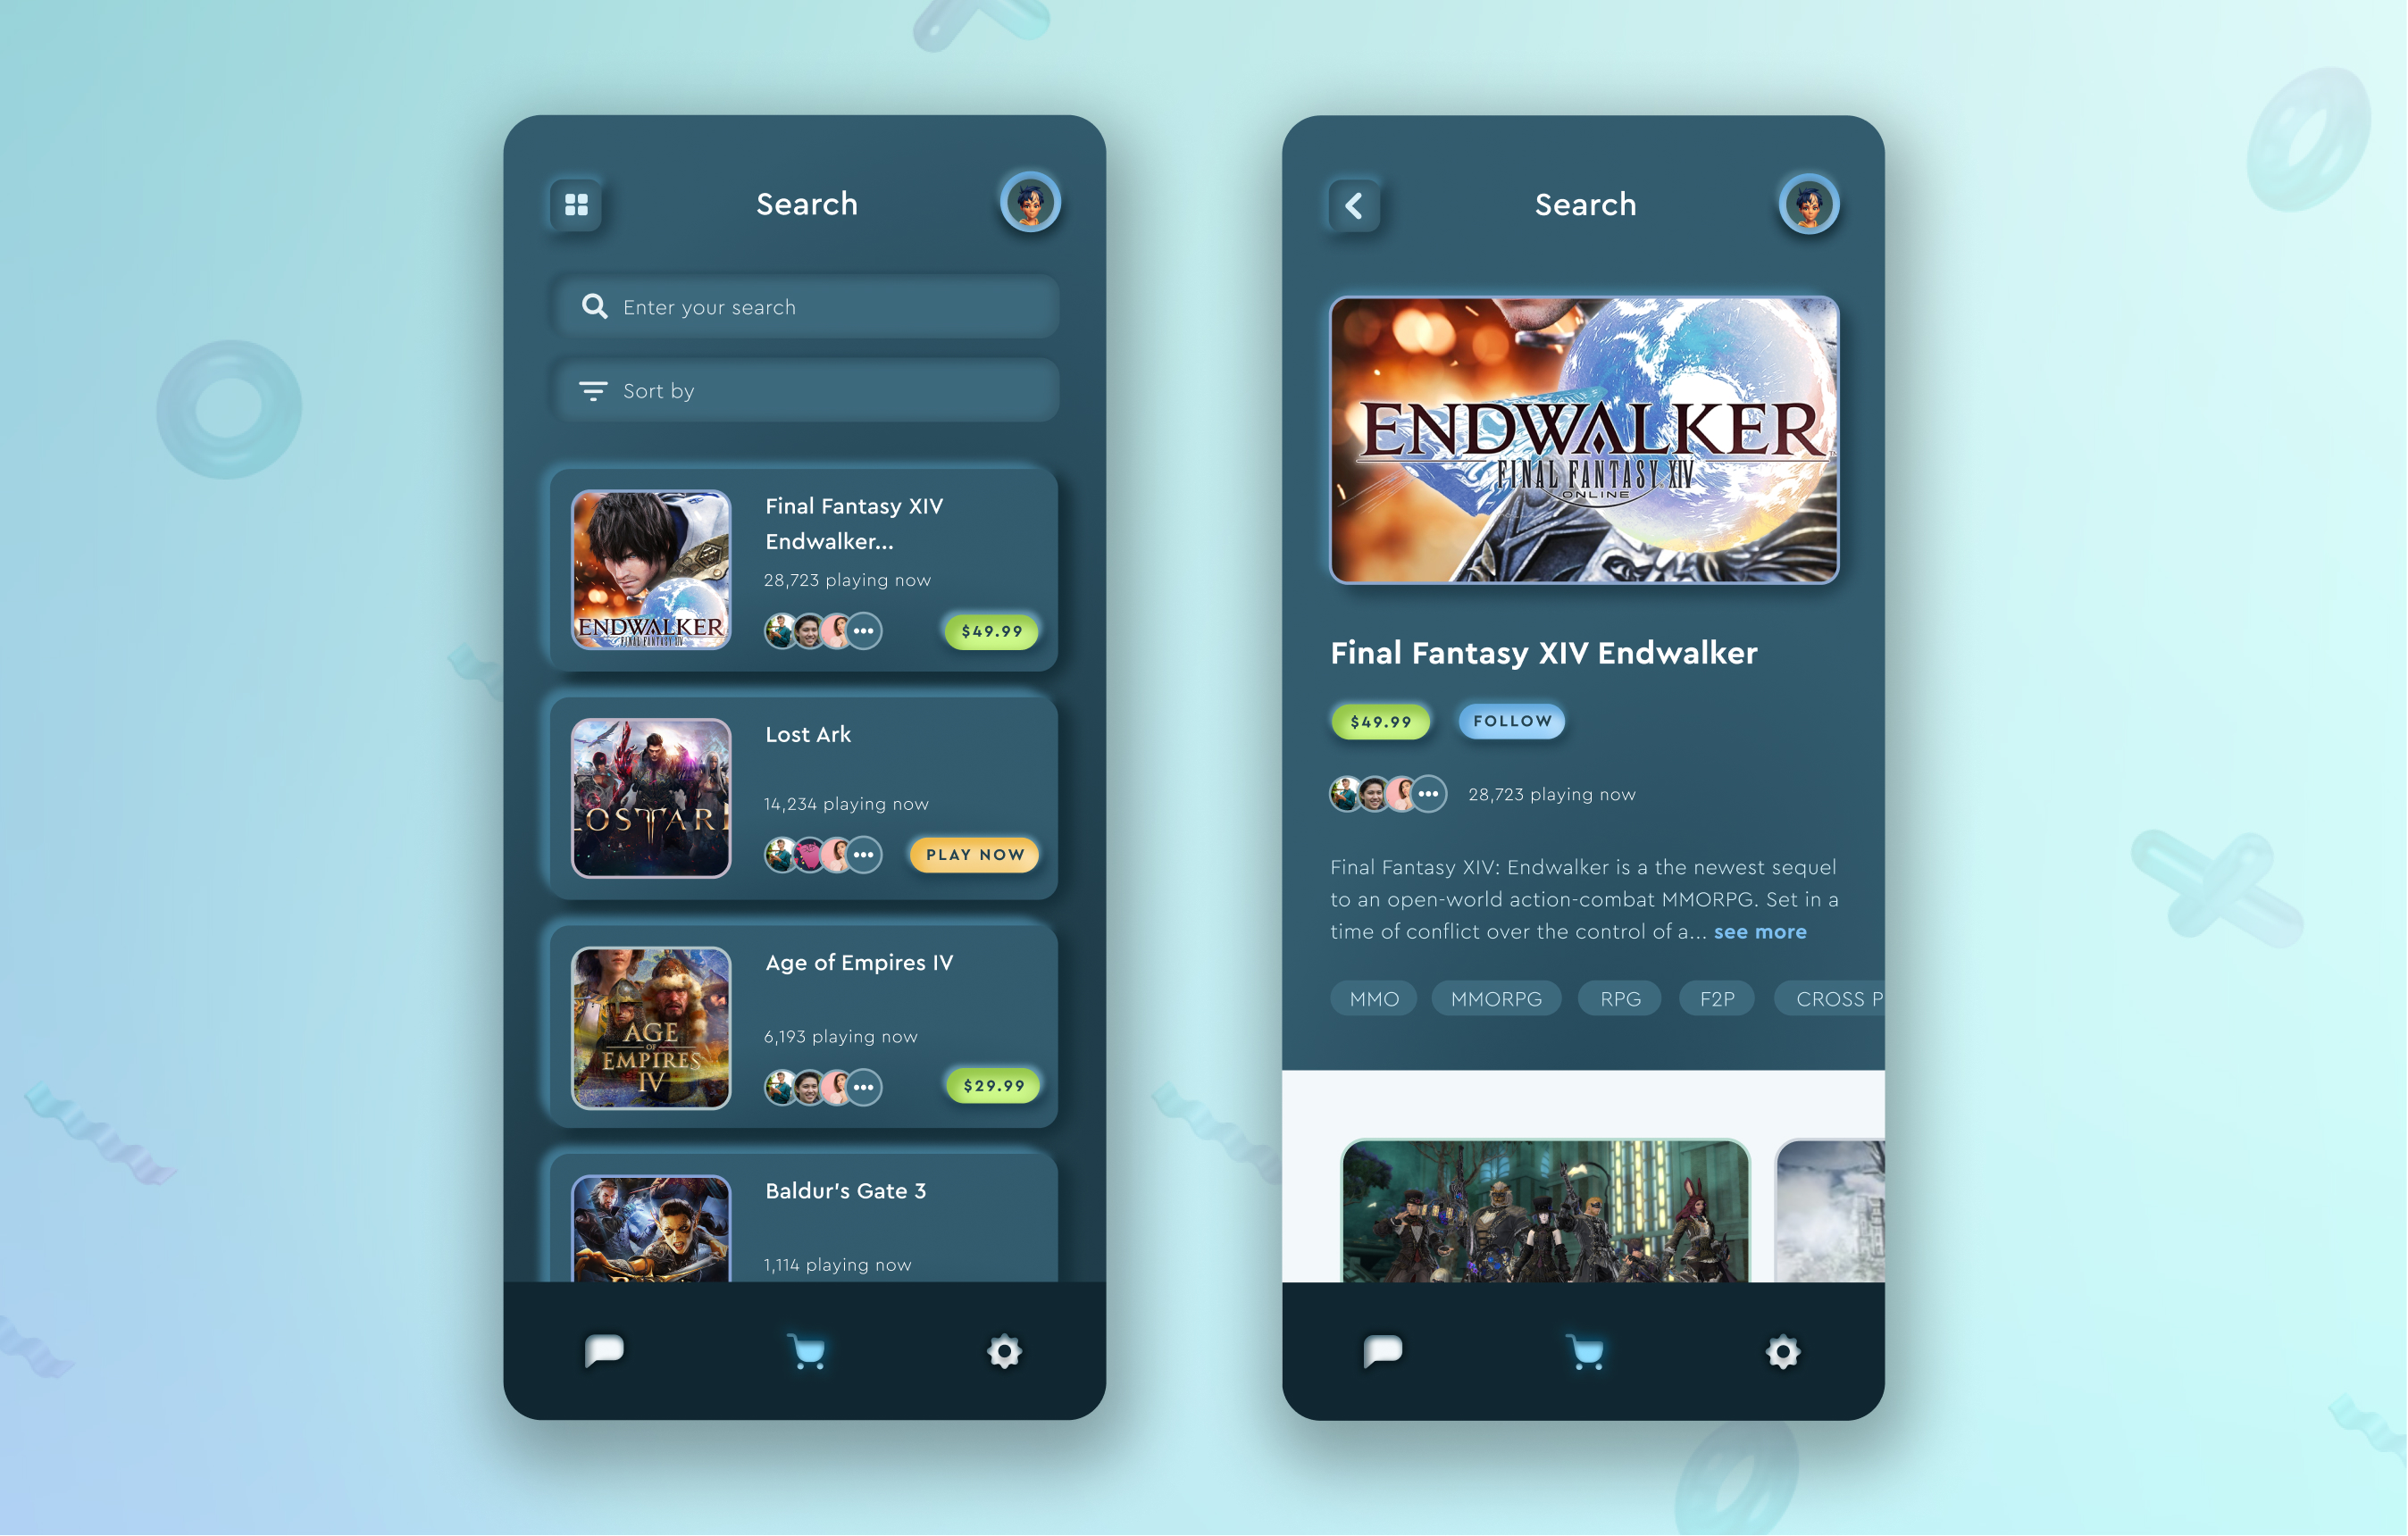 Search
Enter your search
Sort by
Final Fantasy XIV
Endwalker...
28,723 playing now
$49.99
ENDWALKER
FINAL FANTASY XIV
Lost Ark
14,234 playing now
PLAY NOW
LOST ARK
Age of Empires IV
6,193 playing now
$29.99
AGE
OF
EMPIRES
IV
Baldur's Gate 3
1,114 playing now
Search
ENDWALKER
FINAL FANTASY XIV
ONLINE
Final Fantasy XIV Endwalker
$49.99
FOLLOW
28,723 playing now
Final Fantasy XIV: Endwalker is a the newest sequel
to an open-world action-combat MMORPG. Set in a
time of conflict over the control of a... see more
MMO MMORPG RPG F2P CROSS P